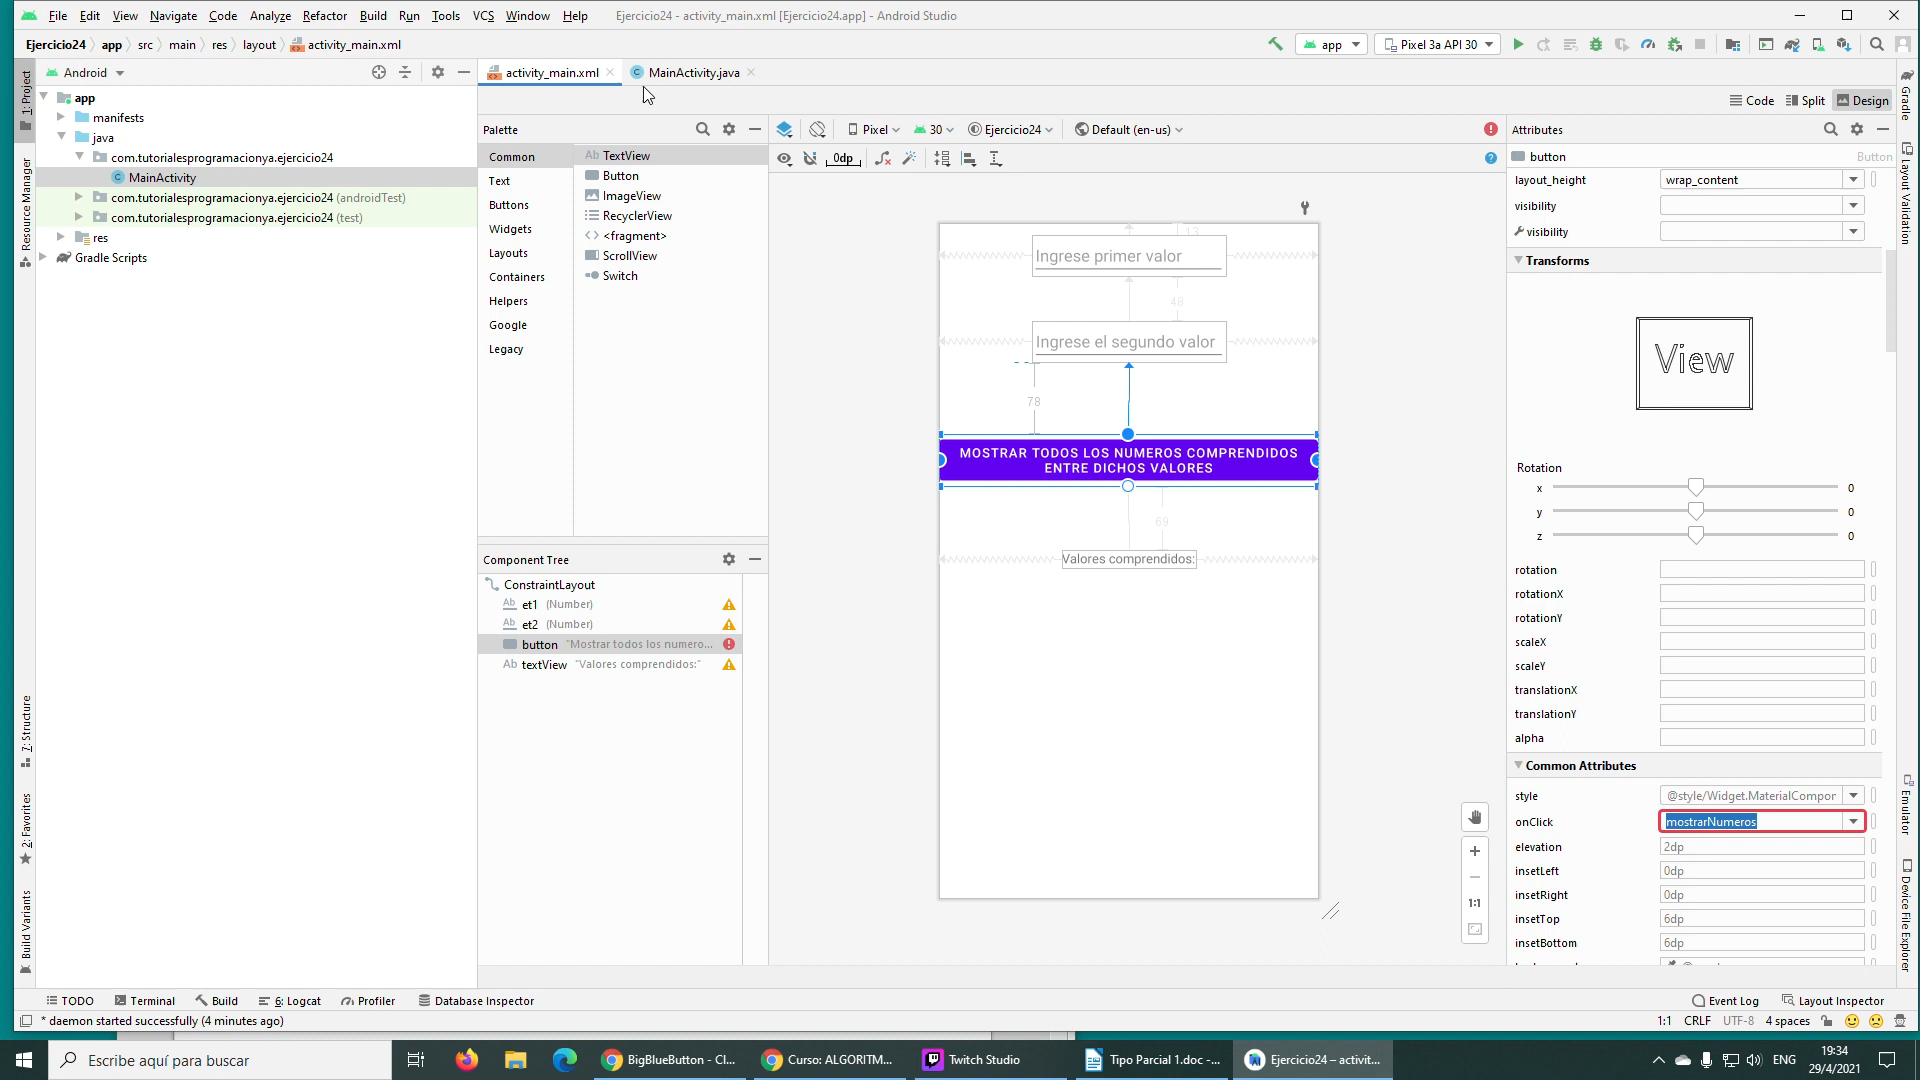 File Edit View Navigate Code Analyze Refactor Build Run Tools VCS Window Help Ejercicio24 - activity_main.xml [Ejercicio24.app] - Android Studio
Ejercicio24 app src main res layout activity_main.xml app Pixel 3a API 30
Android activity_main.xml MainActivity.java
Code Split Design
app
manifests
java
com.tutorialesprogramacionya.ejercicio24
MainActivity
com.tutorialesprogramacionya.ejercicio24 (androidTest)
com.tutorialesprogramacionya.ejercicio24 (test)
res
Gradle Scripts
1: Project
Resource Manager
7: Structure
2: Favorites
Build Variants
Palette
Common
Text
Buttons
Widgets
Layouts
Containers
Helpers
Google
Legacy
Ab TextView
Button
ImageView
RecyclerView
<> <fragment>
ScrollView
Switch
Component Tree
ConstraintLayout
Ab et1 (Number)
Ab et2 (Number)
button "Mostrar todos los numero...
Ab textView "Valores comprendidos:"
Pixel 30 Ejercicio24 Default (en-us)
0dp
13
Ingrese primer valor
48
Ingrese el segundo valor
78
MOSTRAR TODOS LOS NUMEROS COMPRENDIDOS
ENTRE DICHOS VALORES
69
Valores comprendidos:
1:1
Attributes
button Button
layout_height wrap_content
visibility
visibility
Transforms
View
Rotation
x 0
y 0
z 0
rotation
rotationX
rotationY
scaleX
scaleY
translationX
translationY
alpha
Common Attributes
style @style/Widget.MaterialCompor
onClick mostrarNumeros
elevation 2dp
insetLeft 0dp
insetRight 0dp
insetTop 6dp
insetBottom 6dp
Gradle
Layout Validation
Emulator
Device File Explorer
TODO Terminal Build 6: Logcat Profiler Database Inspector Event Log Layout Inspector
* daemon started successfully (4 minutes ago) 1:1 CRLF UTF-8 4 spaces
Escribe aquí para buscar BigBlueButton - Cl... Curso: ALGORITM... Twitch Studio Tipo Parcial 1.doc -... Ejercicio24 – activit... ENG 19:34
29/4/2021